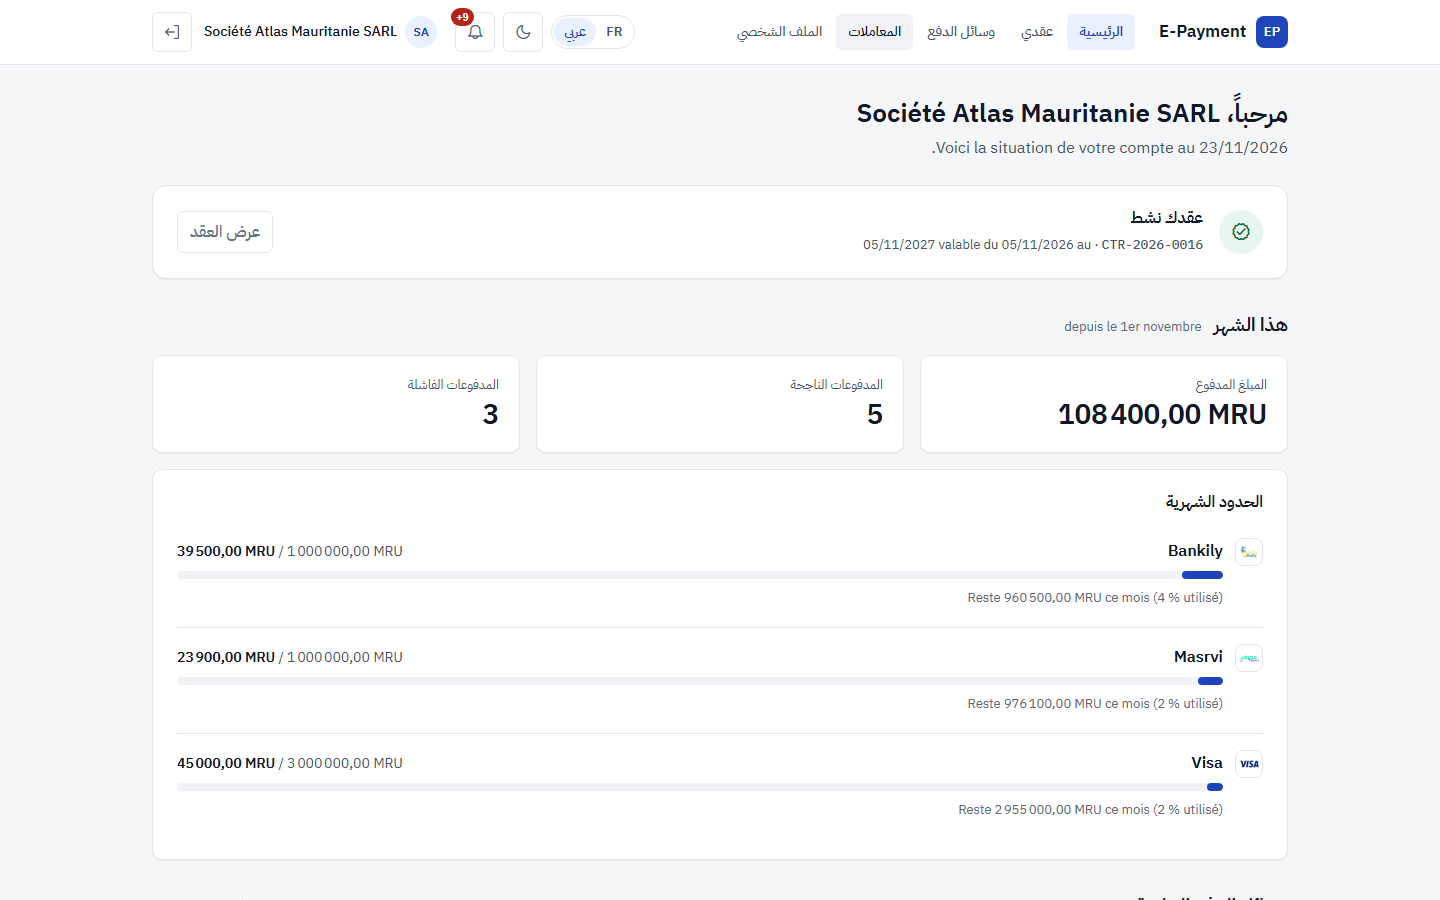 EP E-Payment الرئيسية عقدي وسائل الدفع المعاملات الملف الشخصي FR عربي +9 SA Société Atlas Mauritanie SARL
مرحباً، Société Atlas Mauritanie SARL
Voici la situation de votre compte au 23/11/2026.
عقدك نشط
CTR-2026-0016 · valable du 05/11/2026 au 05/11/2027
عرض العقد
هذا الشهر depuis le 1er novembre
المبلغ المدفوع
108 400,00 MRU
المدفوعات الناجحة
5
المدفوعات الفاشلة
3
الحدود الشهرية
Bankily 39 500,00 MRU / 1 000 000,00 MRU
Reste 960 500,00 MRU ce mois (4 % utilisé)
Masrvi 23 900,00 MRU / 1 000 000,00 MRU
Reste 976 100,00 MRU ce mois (2 % utilisé)
VISA Visa 45 000,00 MRU / 3 000 000,00 MRU
Reste 2 955 000,00 MRU ce mois (2 % utilisé)